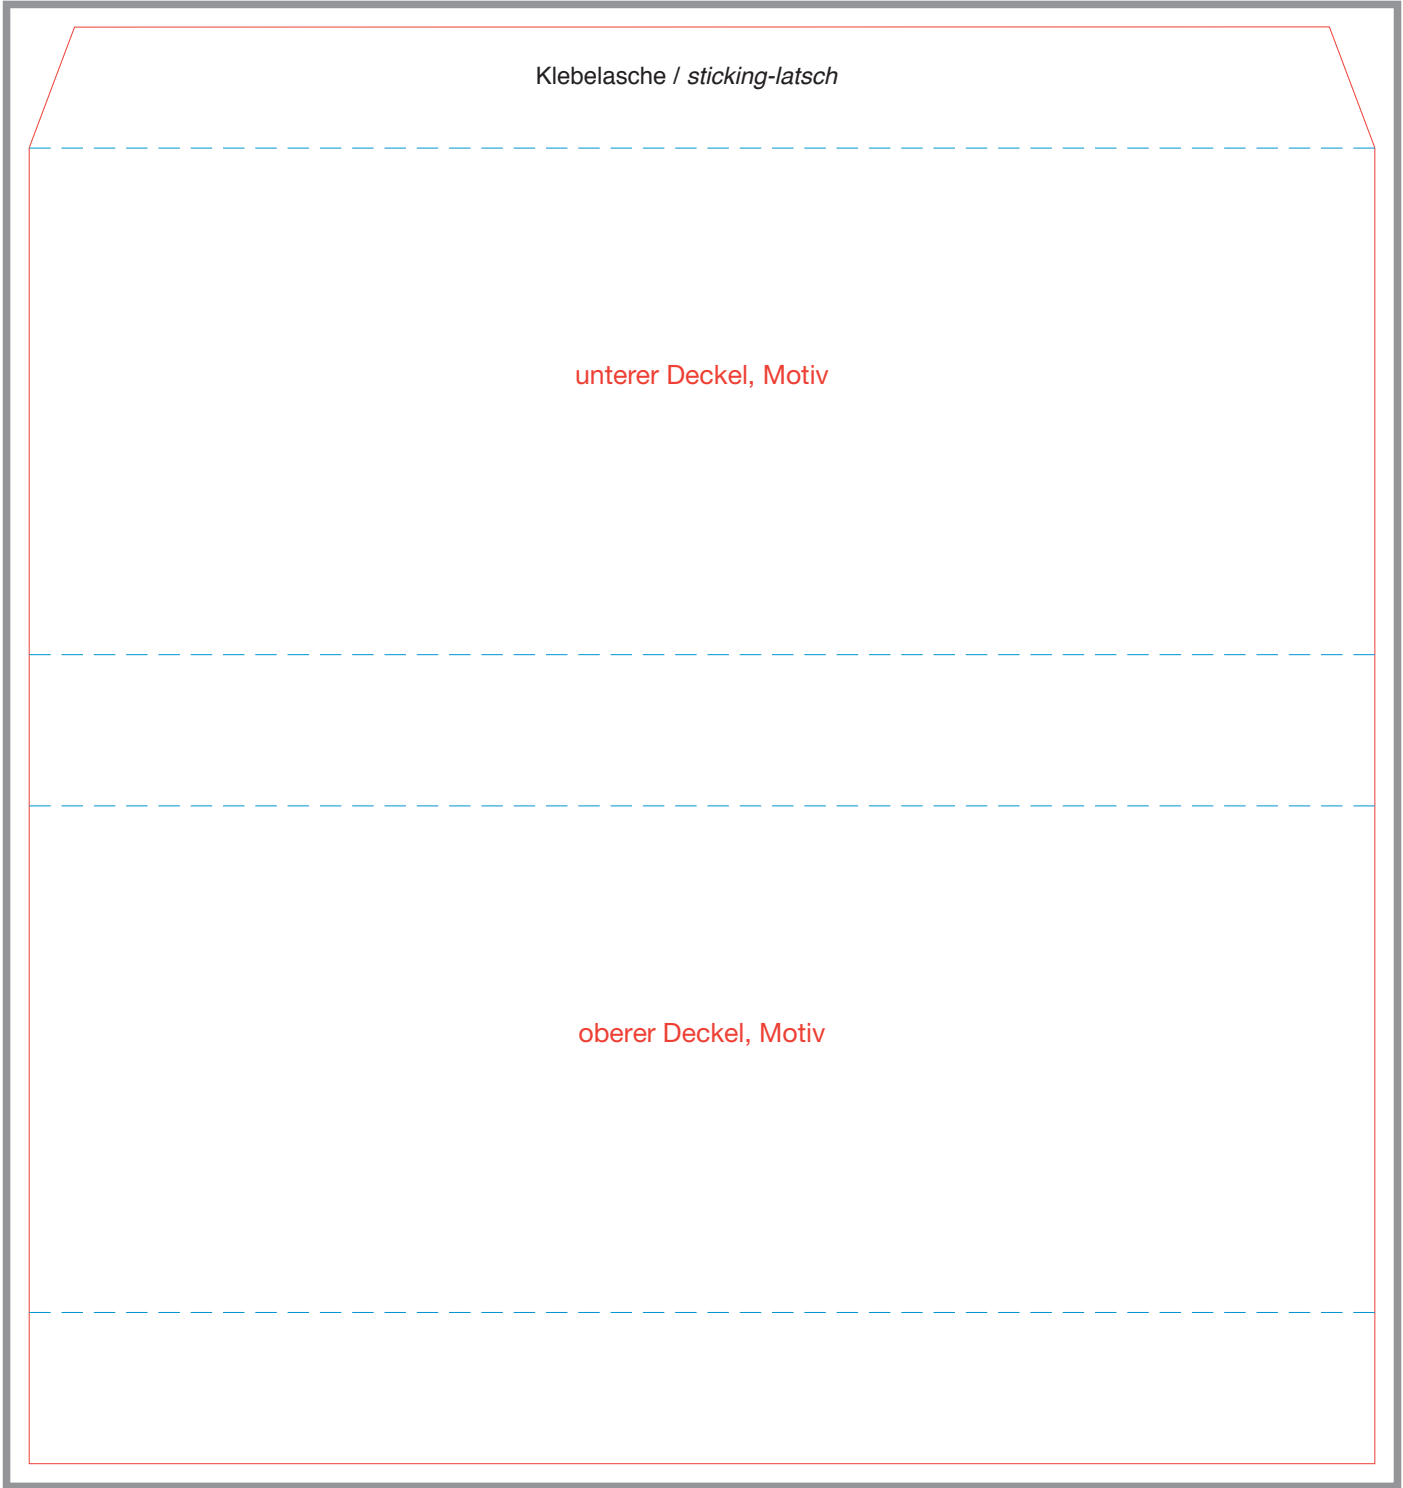 Klebelasche / sticking-latsch
unterer Deckel, Motiv
oberer Deckel, Motiv